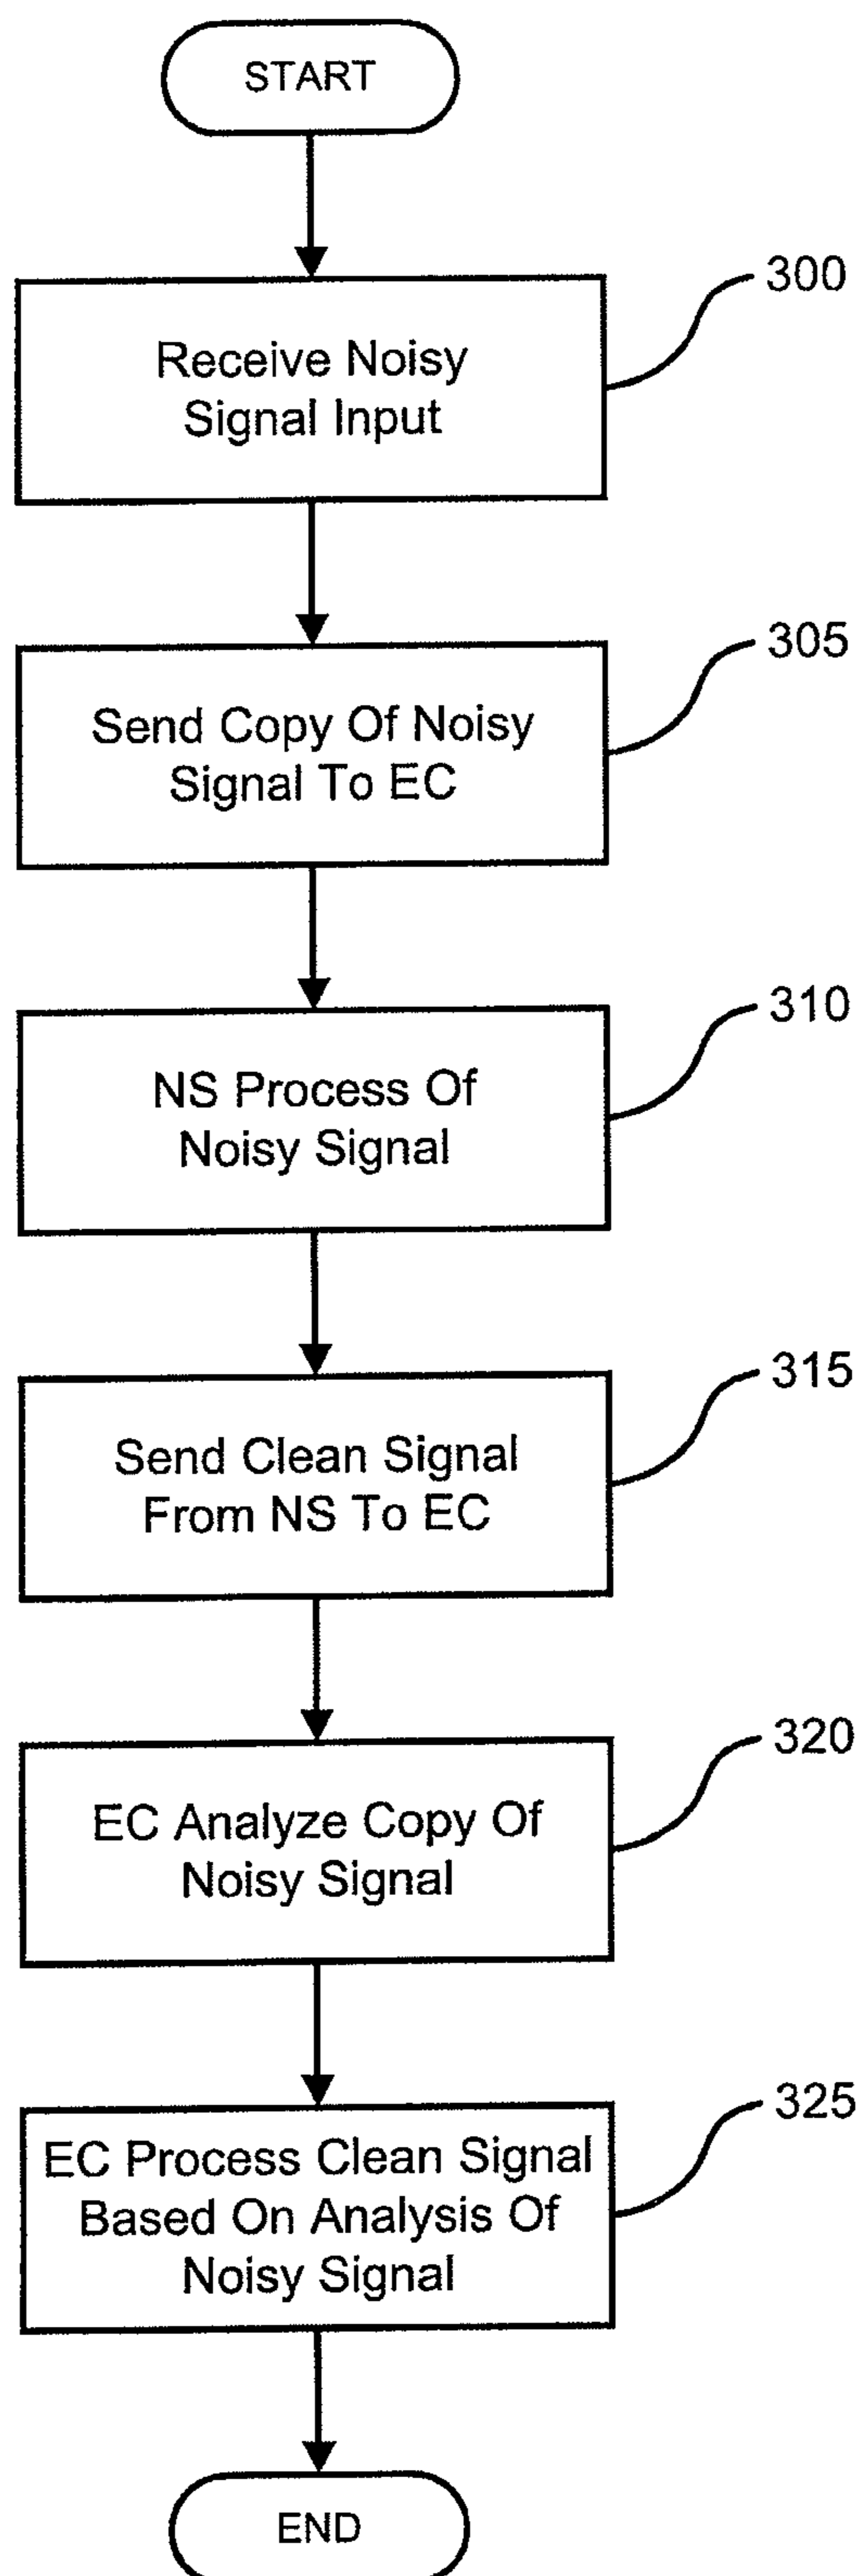 START
300
Receive Noisy
Signal Input
305
Send Copy Of Noisy
Signal To EC
310
NS Process Of
Noisy Signal
315
Send Clean Signal
From NS To EC
320
EC Analyze Copy Of
Noisy Signal
325
EC Process Clean Signal
Based On Analysis Of
Noisy Signal
END